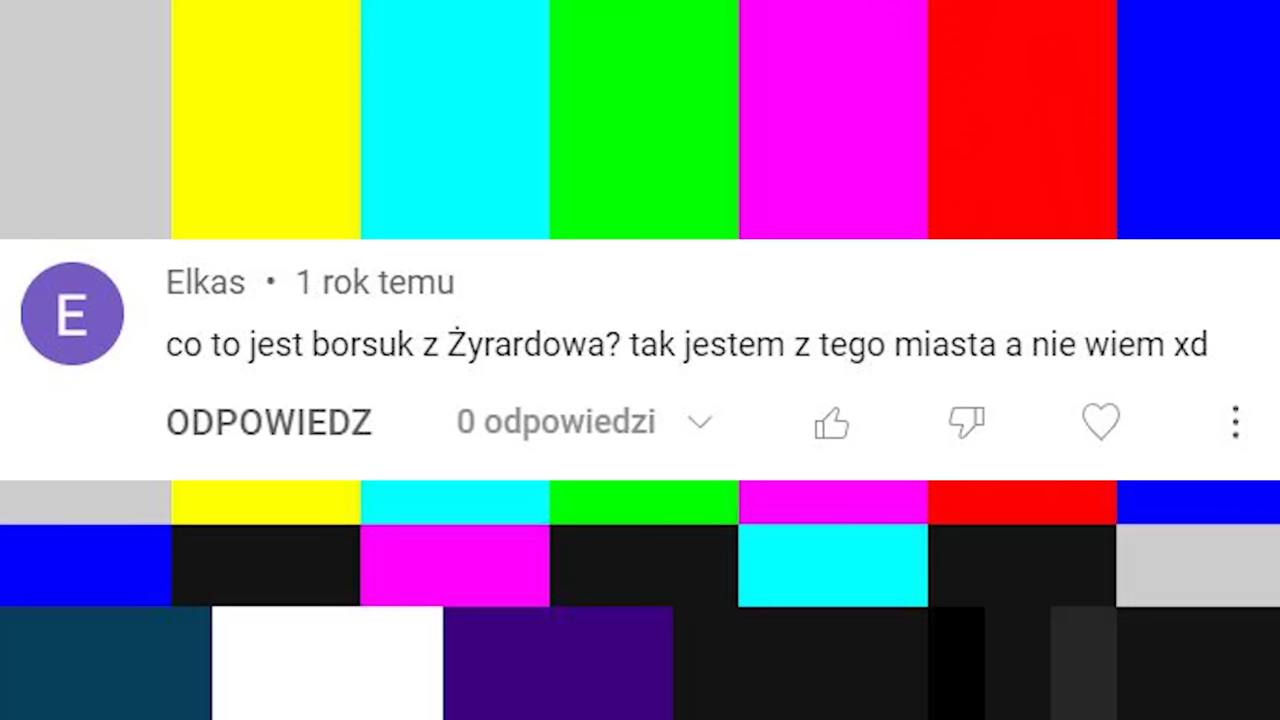 E
Elkas • 1 rok temu
co to jest borsuk z Żyrardowa? tak jestem z tego miasta a nie wiem xd
ODPOWIEDZ 0 odpowiedzi